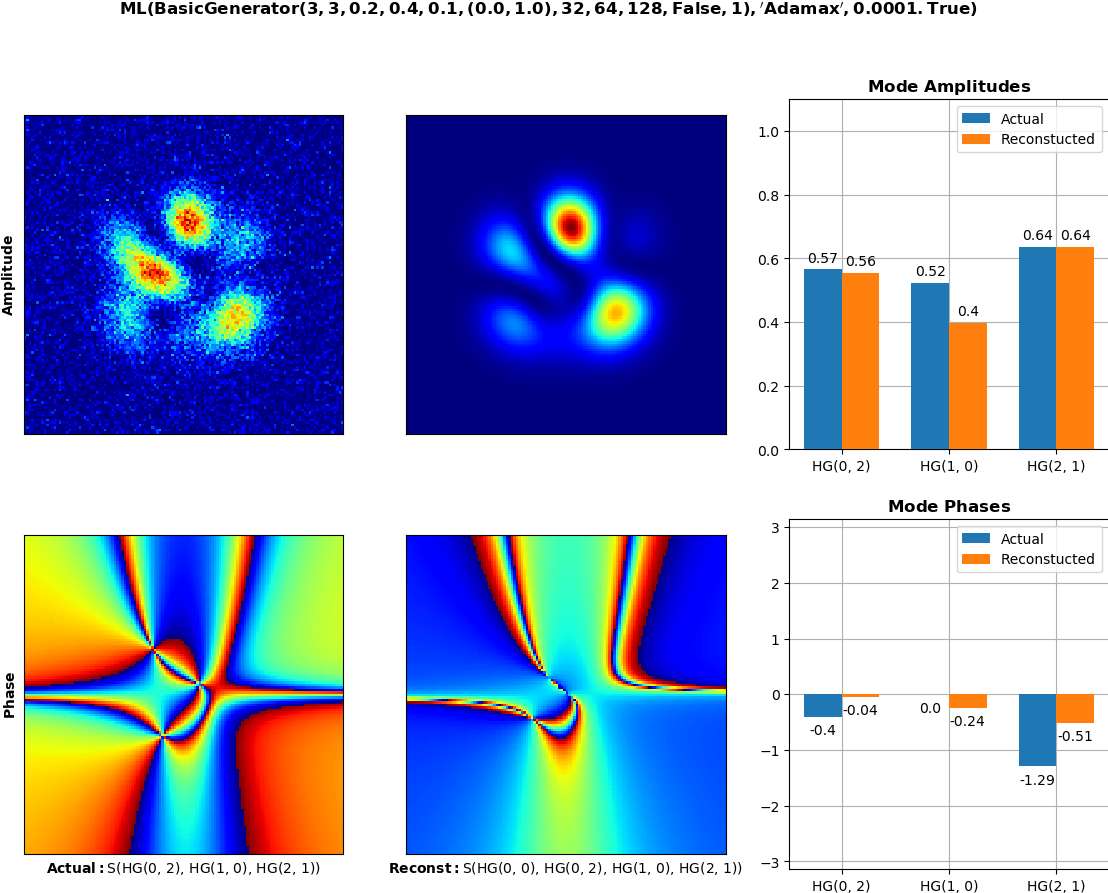 ML(BasicGenerator(3, 3, 0.2, 0.4, 0.1, (0.0, 1.0), 32, 64, 128, False, 1), 'Adamax', 0.0001. True)
Amplitude
Mode Amplitudes
Actual
Reconstucted
1.0
0.8
0.6
0.4
0.2
0.0
0.57
0.56
0.52
0.4
0.64
0.64
HG(0, 2)
HG(1, 0)
HG(2, 1)
Phase
Actual: S(HG(0, 2), HG(1, 0), HG(2, 1))
Reconst: S(HG(0, 0), HG(0, 2), HG(1, 0), HG(2, 1))
Mode Phases
Actual
Reconstucted
3
2
1
0
−1
−2
−3
-0.4
-0.04
0.0
-0.24
-1.29
-0.51
HG(0, 2)
HG(1, 0)
HG(2, 1)